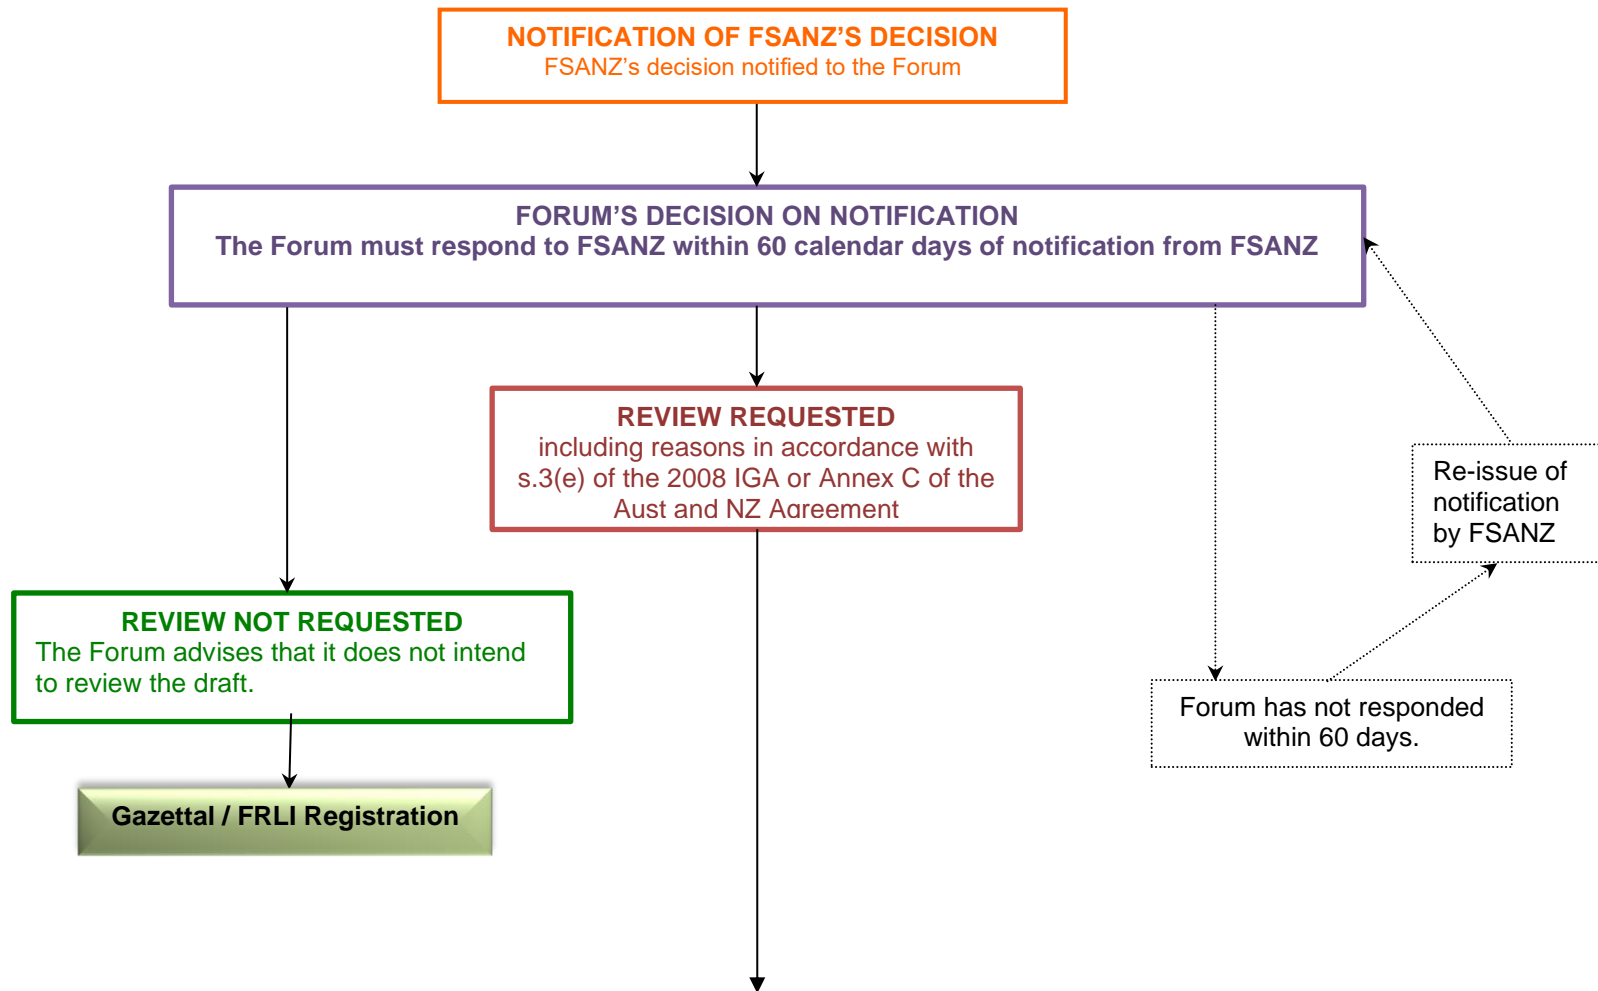 NOTIFICATION OF FSANZ’S DECISION
FSANZ’s decision notified to the Forum
FORUM’S DECISION ON NOTIFICATION
The Forum must respond to FSANZ within 60 calendar days of notification from FSANZ
REVIEW REQUESTED
including reasons in accordance with
s.3(e) of the 2008 IGA or Annex C of the
Aust and NZ Agreement
Re-issue of
notification
by FSANZ
REVIEW NOT REQUESTED
The Forum advises that it does not intend
to review the draft.
Forum has not responded
within 60 days.
Gazettal / FRLI Registration